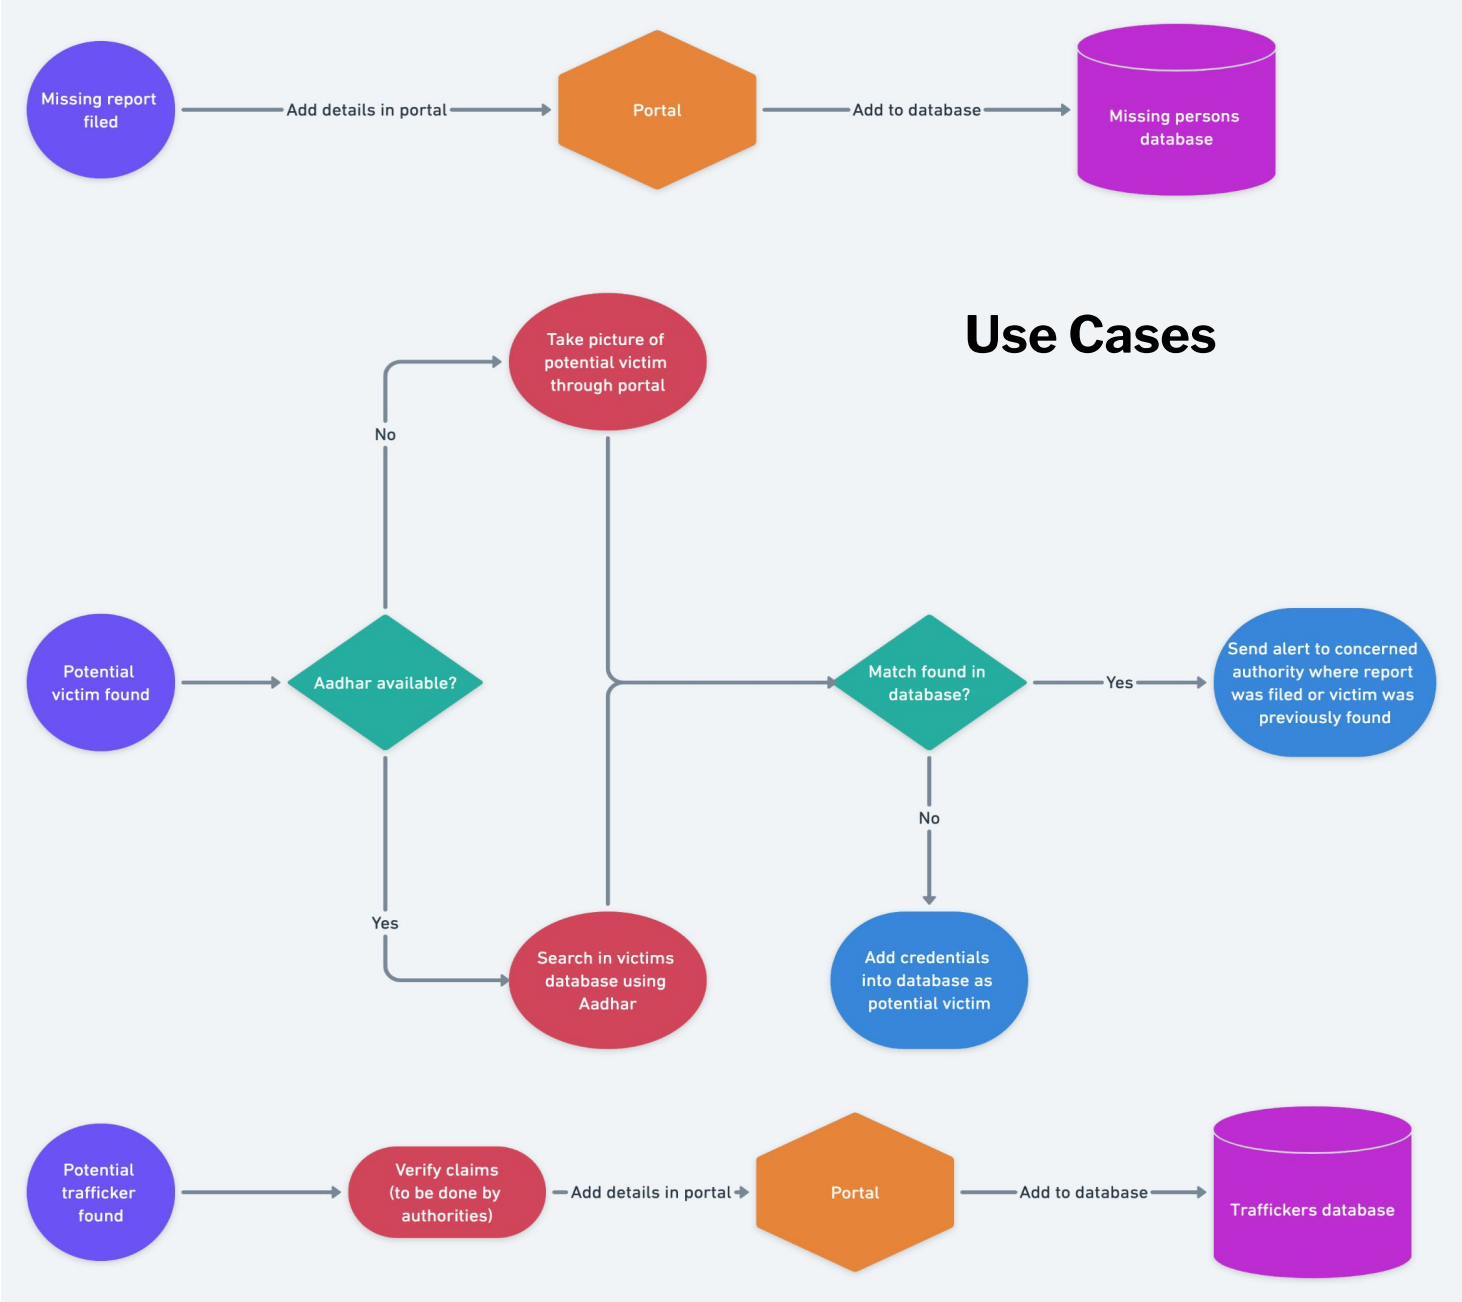 Missing report
filed
Add details in portal
Portal
Add to database
Missing persons
database
Use Cases
Take picture of
potential victim
through portal
No
Potential
victim found
Aadhar available?
Match found in
database?
Yes
Send alert to concerned
authority where report
was filed or victim was
previously found
No
Yes
Search in victims
database using
Aadhar
Add credentials
into database as
potential victim
Potential
trafficker
found
Verify claims
(to be done by
authorities)
Add details in portal
Portal
Add to database
Traffickers database